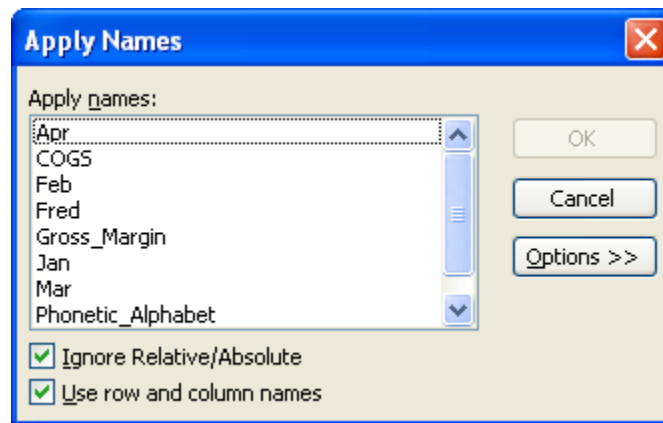 Apply Names
Apply names:
Apr
COGS
Feb
Fred
Gross_Margin
Jan
Mar
Phonetic_Alphabet
OK
Cancel
Options >>
Ignore Relative/Absolute
Use row and column names